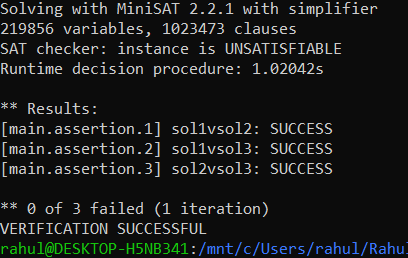 Solving with MiniSAT 2.2.1 with simplifier
219856 variables, 1023473 clauses
SAT checker: instance is UNSATISFIABLE
Runtime decision procedure: 1.02042s
** Results:
[main.assertion.1] sol1vsol2: SUCCESS
[main.assertion.2] sol1vsol3: SUCCESS
[main.assertion.3] sol2vsol3: SUCCESS
** 0 of 3 failed (1 iteration)
VERIFICATION SUCCESSFUL
rahul@DESKTOP-H5NB341:/mnt/c/Users/rahul/Rahul